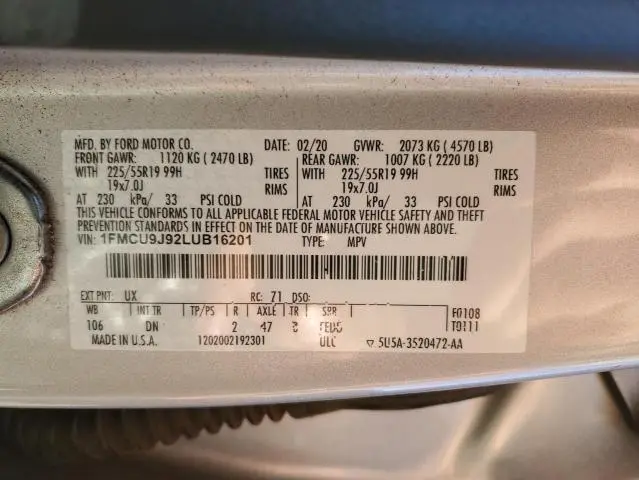 MFD. BY FORD MOTOR CO. DATE: 02/20 GVWR: 2073 KG ( 4570 LB)
FRONT GAWR: 1120 KG ( 2470 LB) REAR GAWR: 1007 KG ( 2220 LB)
WITH 225/55R19 99H TIRES WITH 225/55R19 99H TIRES
19x7.0J RIMS 19x7.0J RIMS
AT 230 kPa/ 33 PSI COLD AT 230 kPa/ 33 PSI COLD
THIS VEHICLE CONFORMS TO ALL APPLICABLE FEDERAL MOTOR VEHICLE SAFETY AND THEFT
PREVENTION STANDARDS IN EFFECT ON THE DATE OF MANUFACTURE SHOWN ABOVE.
VIN: 1FMCU9J92LUB16201 TYPE: MPV
EXT PNT: UX RC: 71 DSO:
WB INT TR TP/PS R AXLE TR SPR F0108
106 DN 2 47 T0111
MADE IN U.S.A. 1202002192301 ULC ▽ 5U5A-3520472-AA